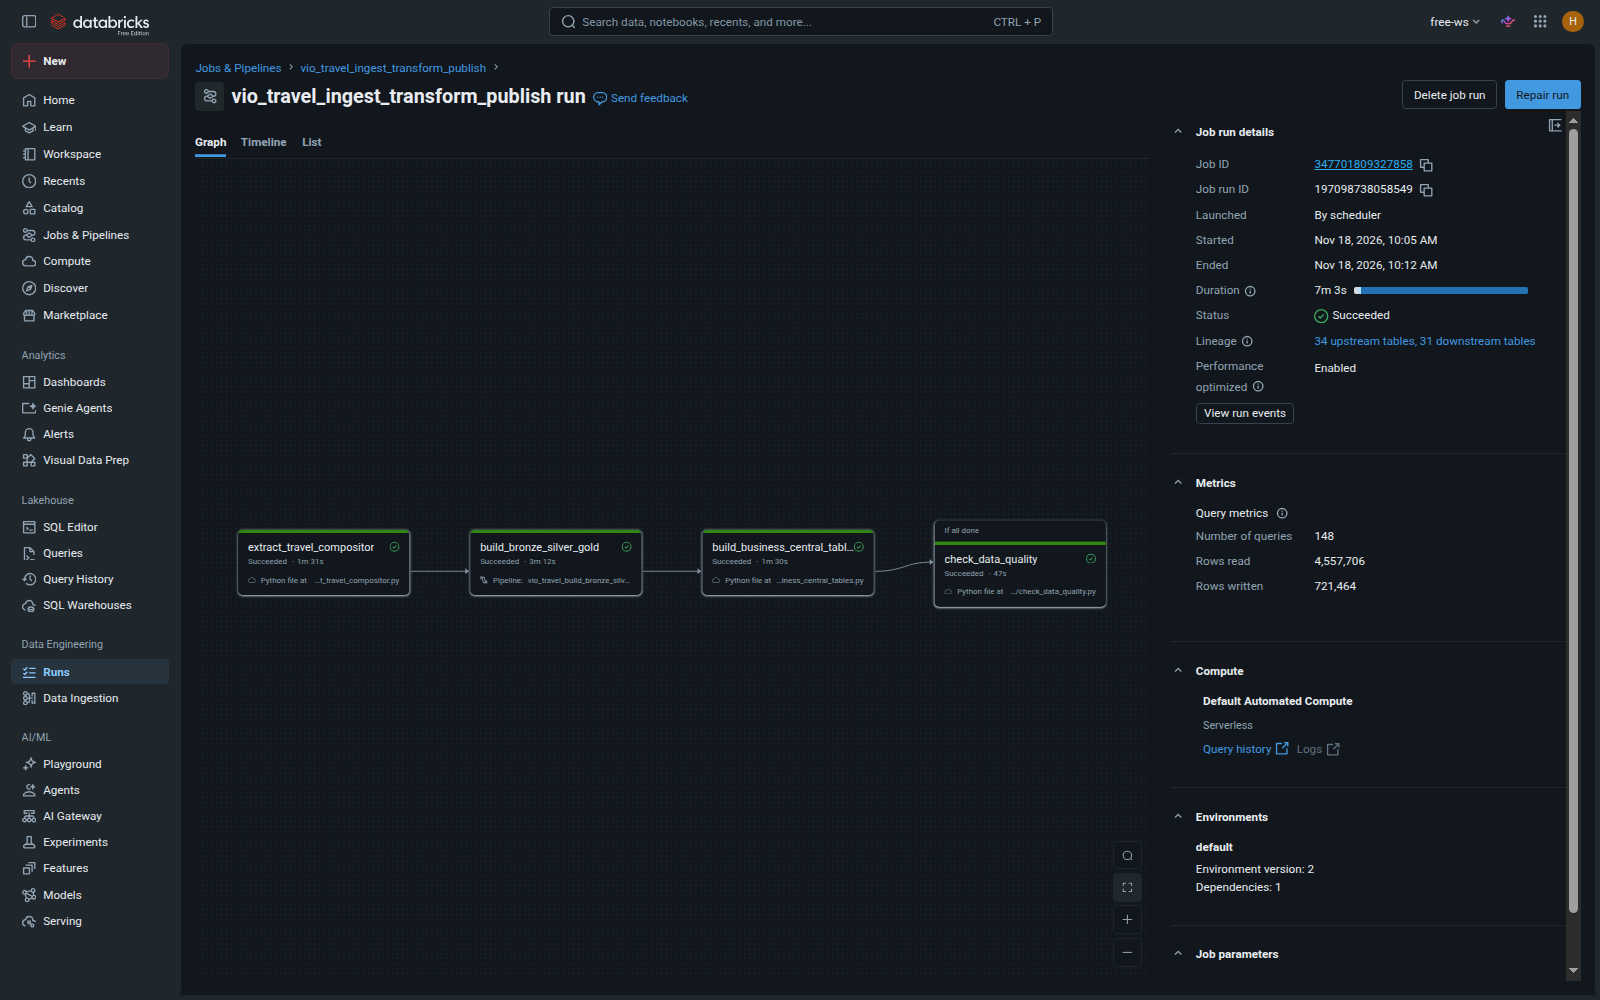 databricks
Free Edition
Search data, notebooks, recents, and more...
CTRL + P
free-ws
H
New
Home
Learn
Workspace
Recents
Catalog
Jobs & Pipelines
Compute
Discover
Marketplace
Analytics
Dashboards
Genie Agents
Alerts
Visual Data Prep
Lakehouse
SQL Editor
Queries
Query History
SQL Warehouses
Data Engineering
Runs
Data Ingestion
AI/ML
Playground
Agents
AI Gateway
Experiments
Features
Models
Serving
Jobs & Pipelines › vio_travel_ingest_transform_publish ›
vio_travel_ingest_transform_publish run
Send feedback
Delete job run
Repair run
Graph
Timeline
List
extract_travel_compositor
Succeeded · 1m 31s
Python file at ...t_travel_compositor.py
build_bronze_silver_gold
Succeeded · 3m 12s
Pipeline: vio_travel_build_bronze_silv...
build_business_central_tabl...
Succeeded · 1m 30s
Python file at ...iness_central_tables.py
If all done
check_data_quality
Succeeded · 47s
Python file at .../check_data_quality.py
Job run details
Job ID 347701809327858
Job run ID 197098738058549
Launched By scheduler
Started Nov 18, 2026, 10:05 AM
Ended Nov 18, 2026, 10:12 AM
Duration 7m 3s
Status Succeeded
Lineage 34 upstream tables, 31 downstream tables
Performance optimized Enabled
View run events
Metrics
Query metrics
Number of queries 148
Rows read 4,557,706
Rows written 721,464
Compute
Default Automated Compute
Serverless
Query history Logs
Environments
default
Environment version: 2
Dependencies: 1
Job parameters